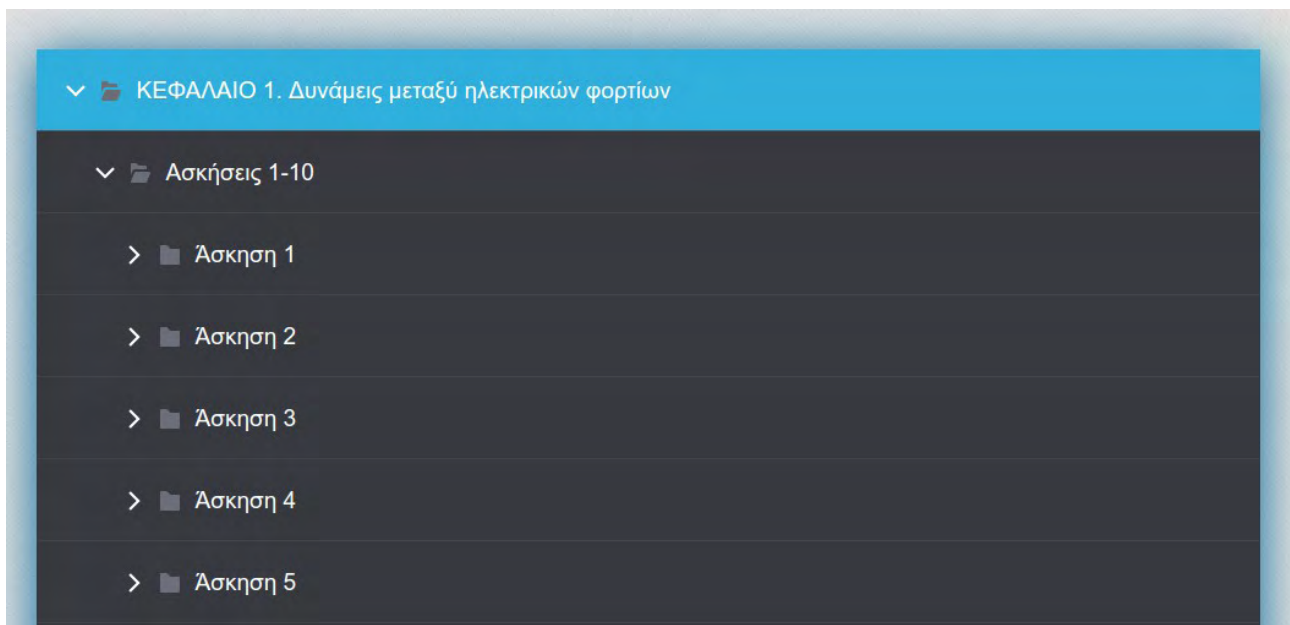 ΚΕΦΑΛΑΙΟ 1. Δυνάμεις μεταξύ ηλεκτρικών φορτίων
Ασκήσεις 1-10
Άσκηση 1
Άσκηση 2
Άσκηση 3
Άσκηση 4
Άσκηση 5